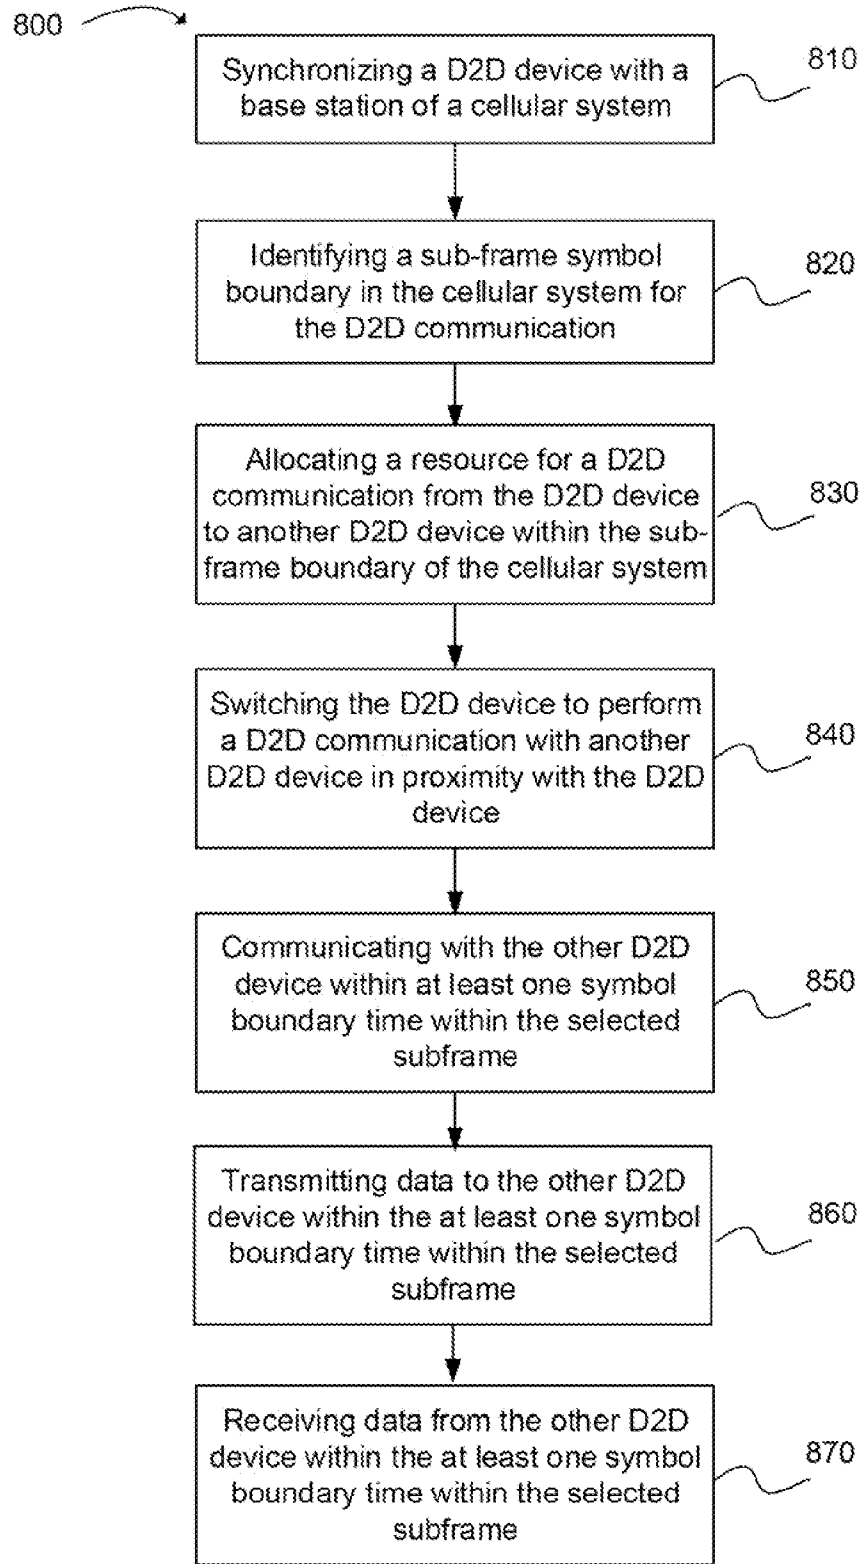 800
Synchronizing a D2D device with a
base station of a cellular system
810
Identifying a sub-frame symbol
boundary in the cellular system for
the D2D communication
820
Allocating a resource for a D2D
communication from the D2D device
to another D2D device within the sub-
frame boundary of the cellular system
830
Switching the D2D device to perform
a D2D communication with another
D2D device in proximity with the D2D
device
840
Communicating with the other D2D
device within at least one symbol
boundary time within the selected
subframe
850
Transmitting data to the other D2D
device within the at least one symbol
boundary time within the selected
subframe
860
Receiving data from the other D2D
device within the at least one symbol
boundary time within the selected
subframe
870